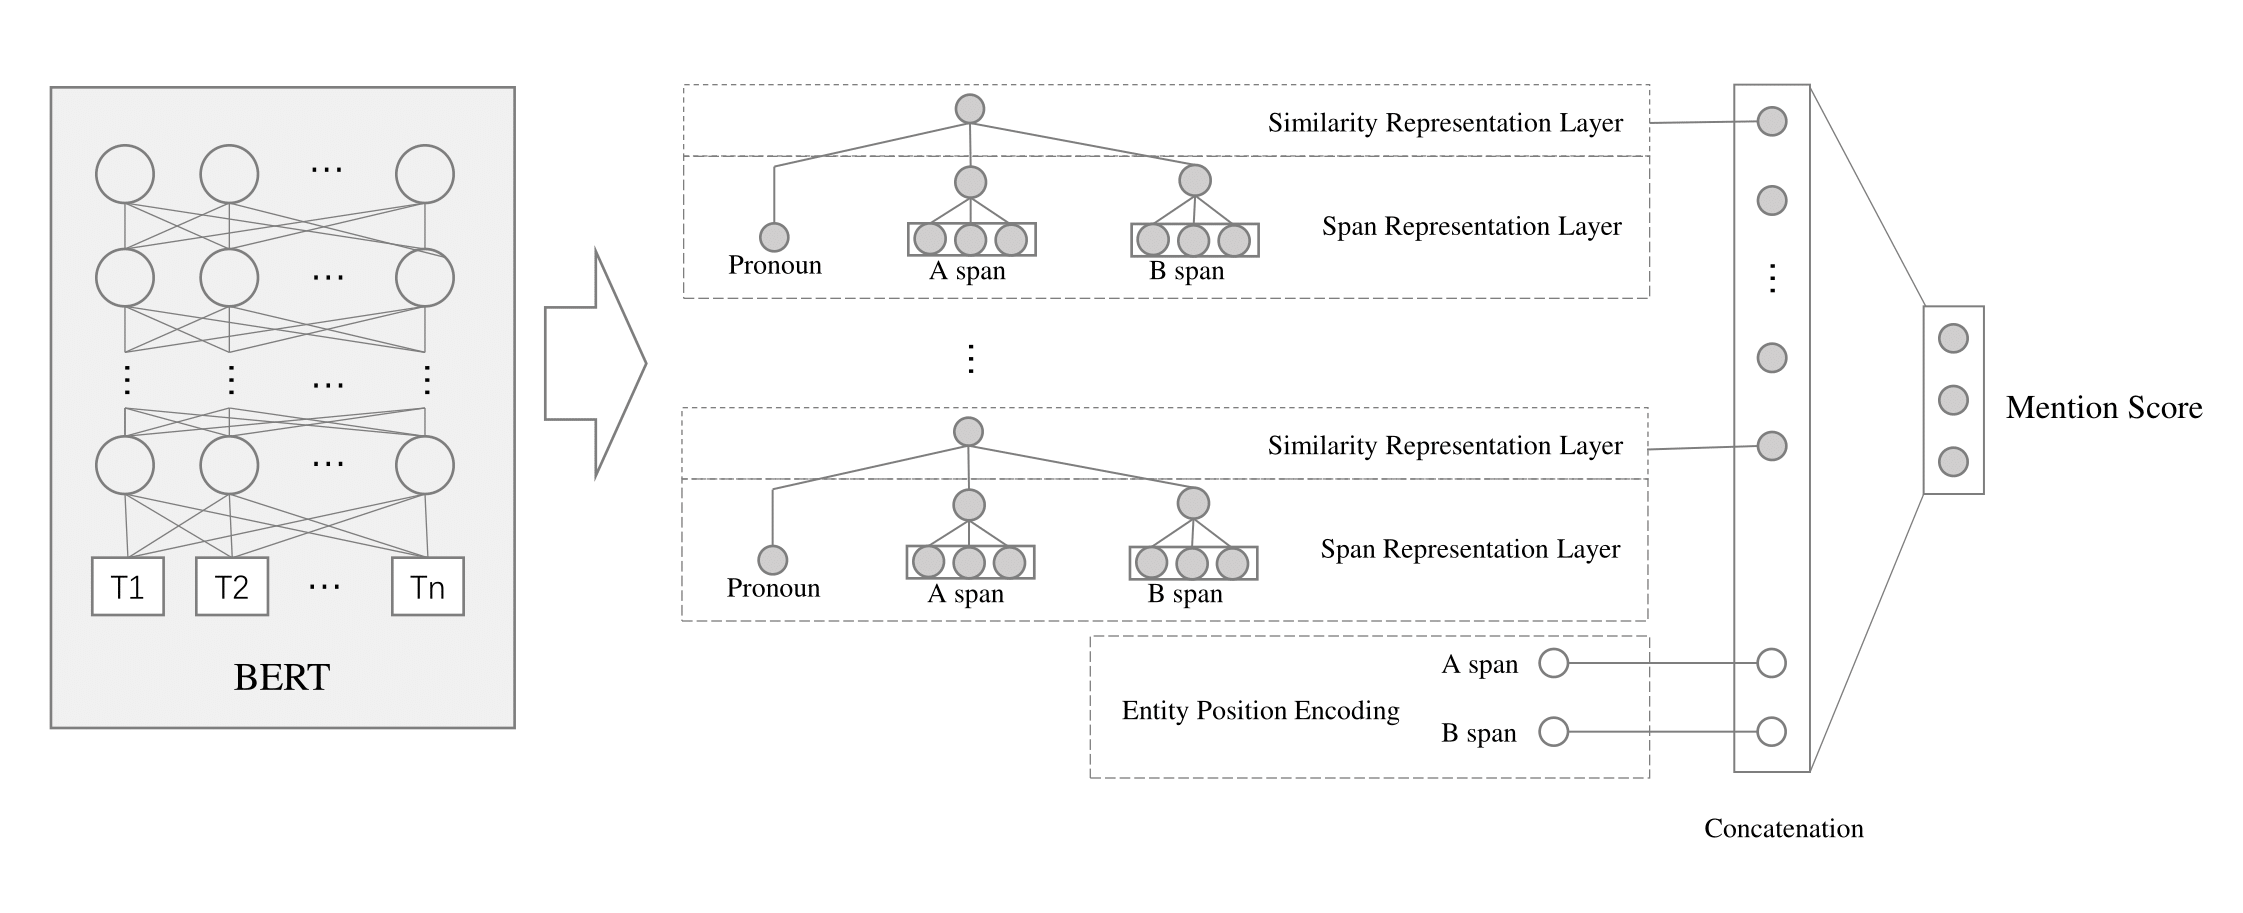 T1
T2
...
Tn
BERT
Similarity Representation Layer
Span Representation Layer
Pronoun
A span
B span
Similarity Representation Layer
Span Representation Layer
Pronoun
A span
B span
Entity Position Encoding
A span
B span
Concatenation
Mention Score